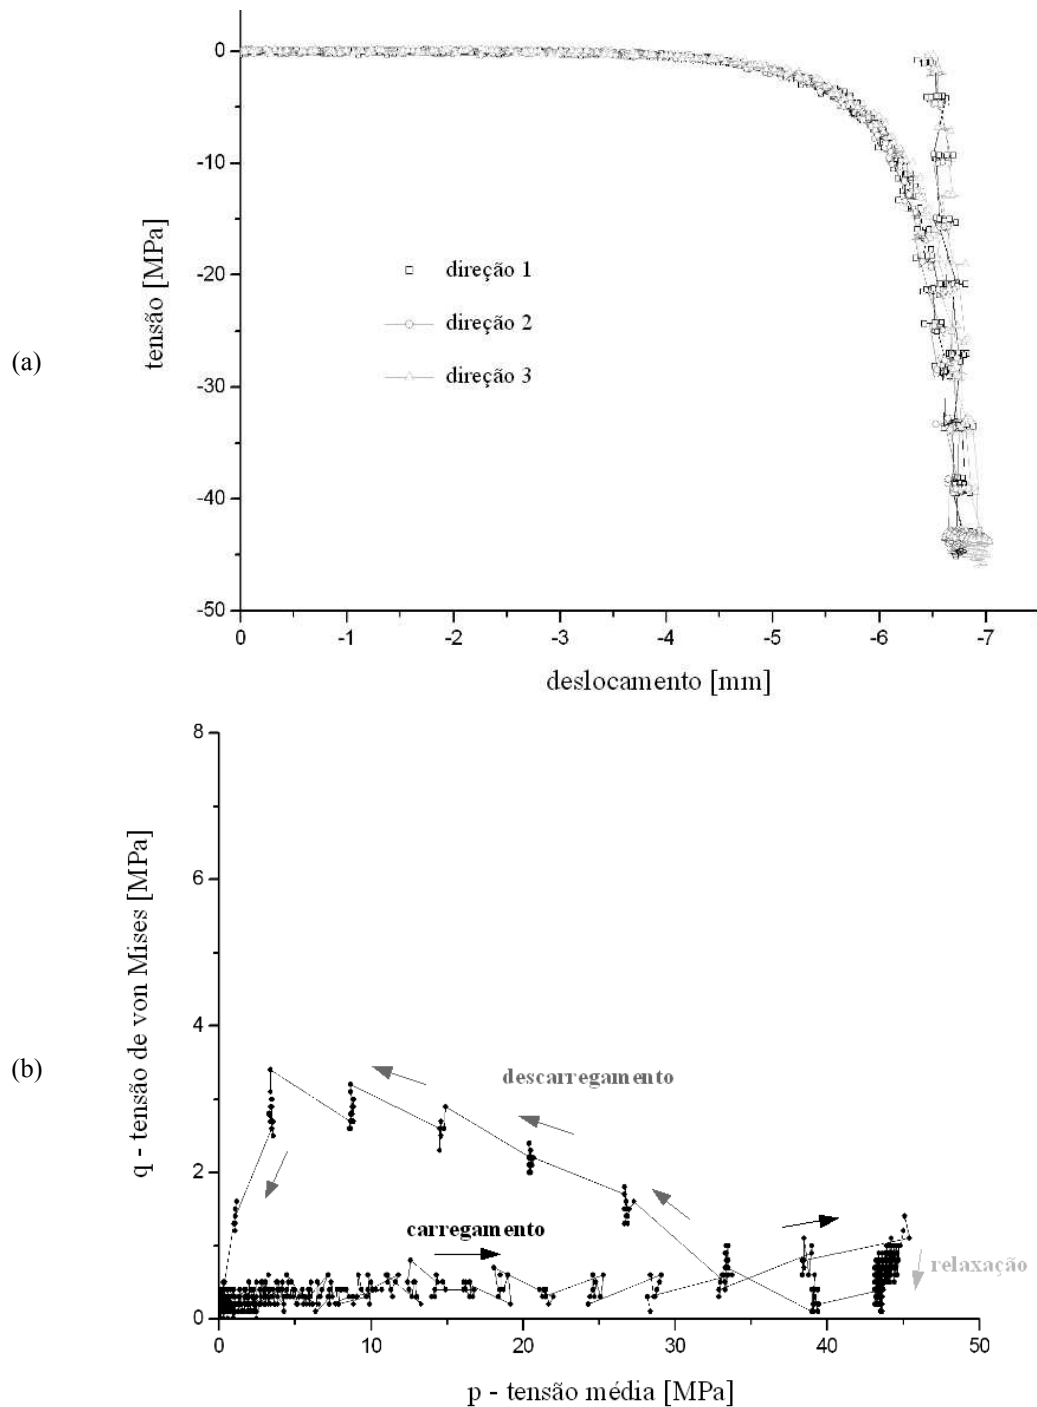 (a)
tensão [MPa]
0
-10
-20
-30
-40
-50
direção 1
direção 2
direção 3
0 -1 -2 -3 -4 -5 -6 -7
deslocamento [mm]
(b)
q - tensão de von Mises [MPa]
8
6
4
2
0
descarregamento
carregamento
relaxação
0 10 20 30 40 50
p - tensão média [MPa]